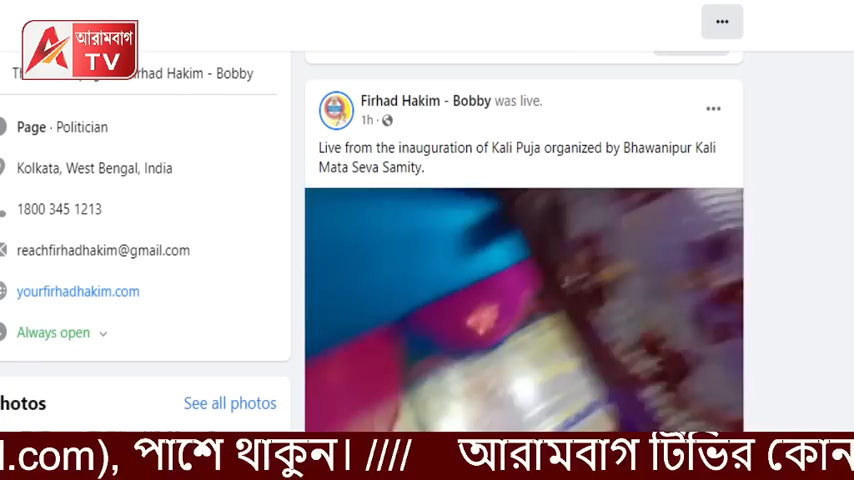 আরামবাগ
TV
Firhad Hakim - Bobby
Page · Politician
Kolkata, West Bengal, India
1800 345 1213
reachfirhadhakim@gmail.com
yourfirhadhakim.com
Always open
hotos
See all photos
Firhad Hakim - Bobby was live.
1h ·
Live from the inauguration of Kali Puja organized by Bhawanipur Kali
Mata Seva Samity.
l.com), পাশে থাকুন। //// আরামবাগ টিভির কোন